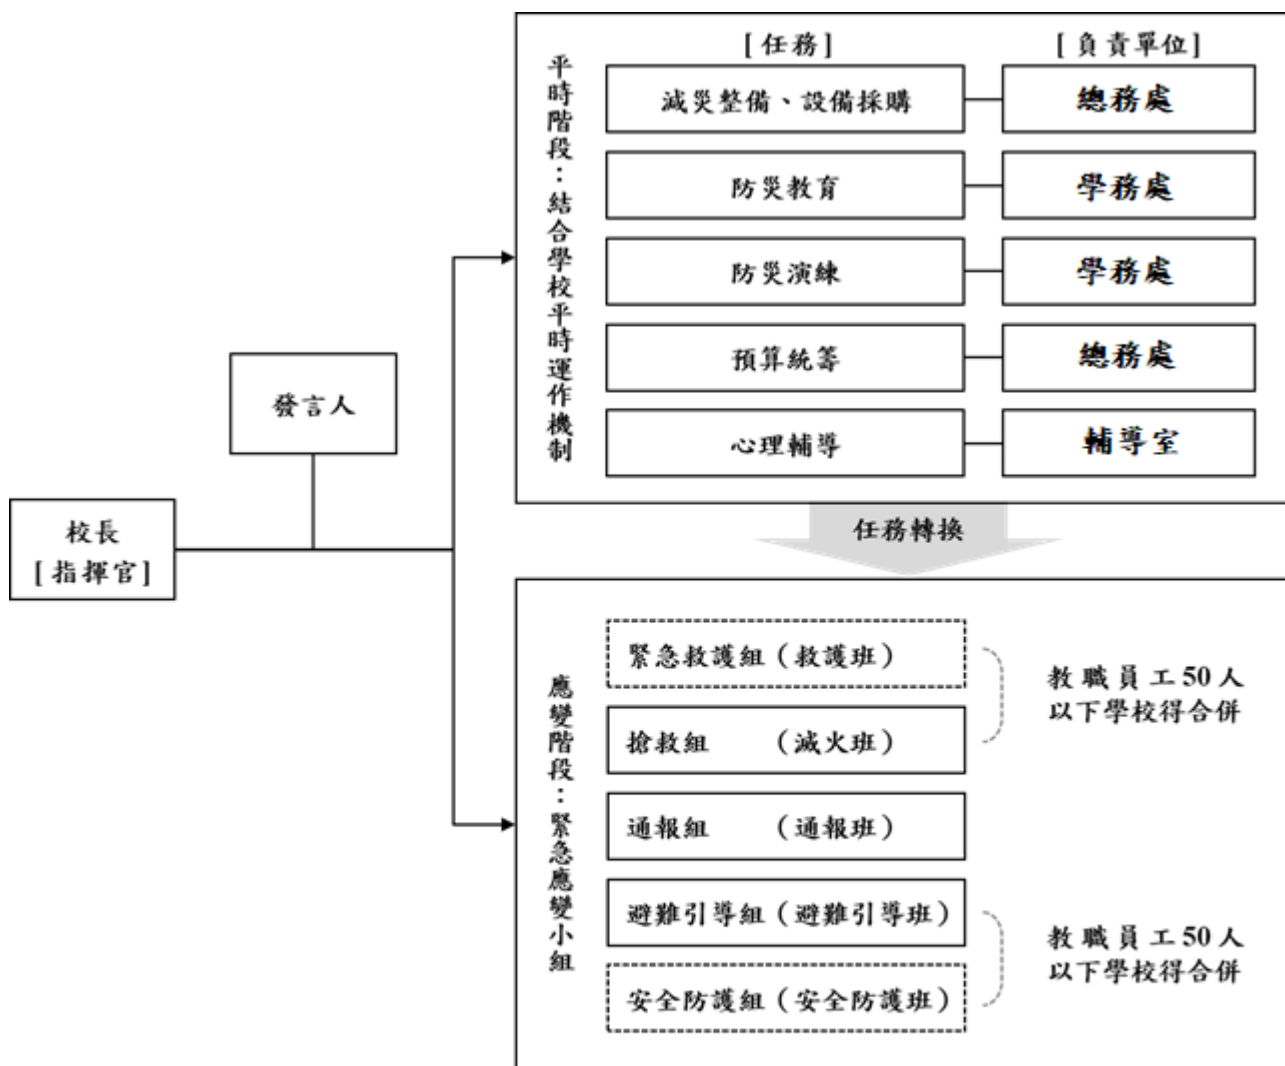 [任務]
[負責單位]
平時階段：結合學校平時運作機制
減災整備、設備採購
總務處
防災教育
學務處
防災演練
學務處
預算統籌
總務處
心理輔導
輔導室
發言人
校長
[指揮官]
任務轉換
應變階段：緊急應變小組
緊急救護組（救護班）
搶救組　　（滅火班）
教職員工50人
以下學校得合併
通報組　　（通報班）
避難引導組（避難引導班）
安全防護組（安全防護班）
教職員工50人
以下學校得合併